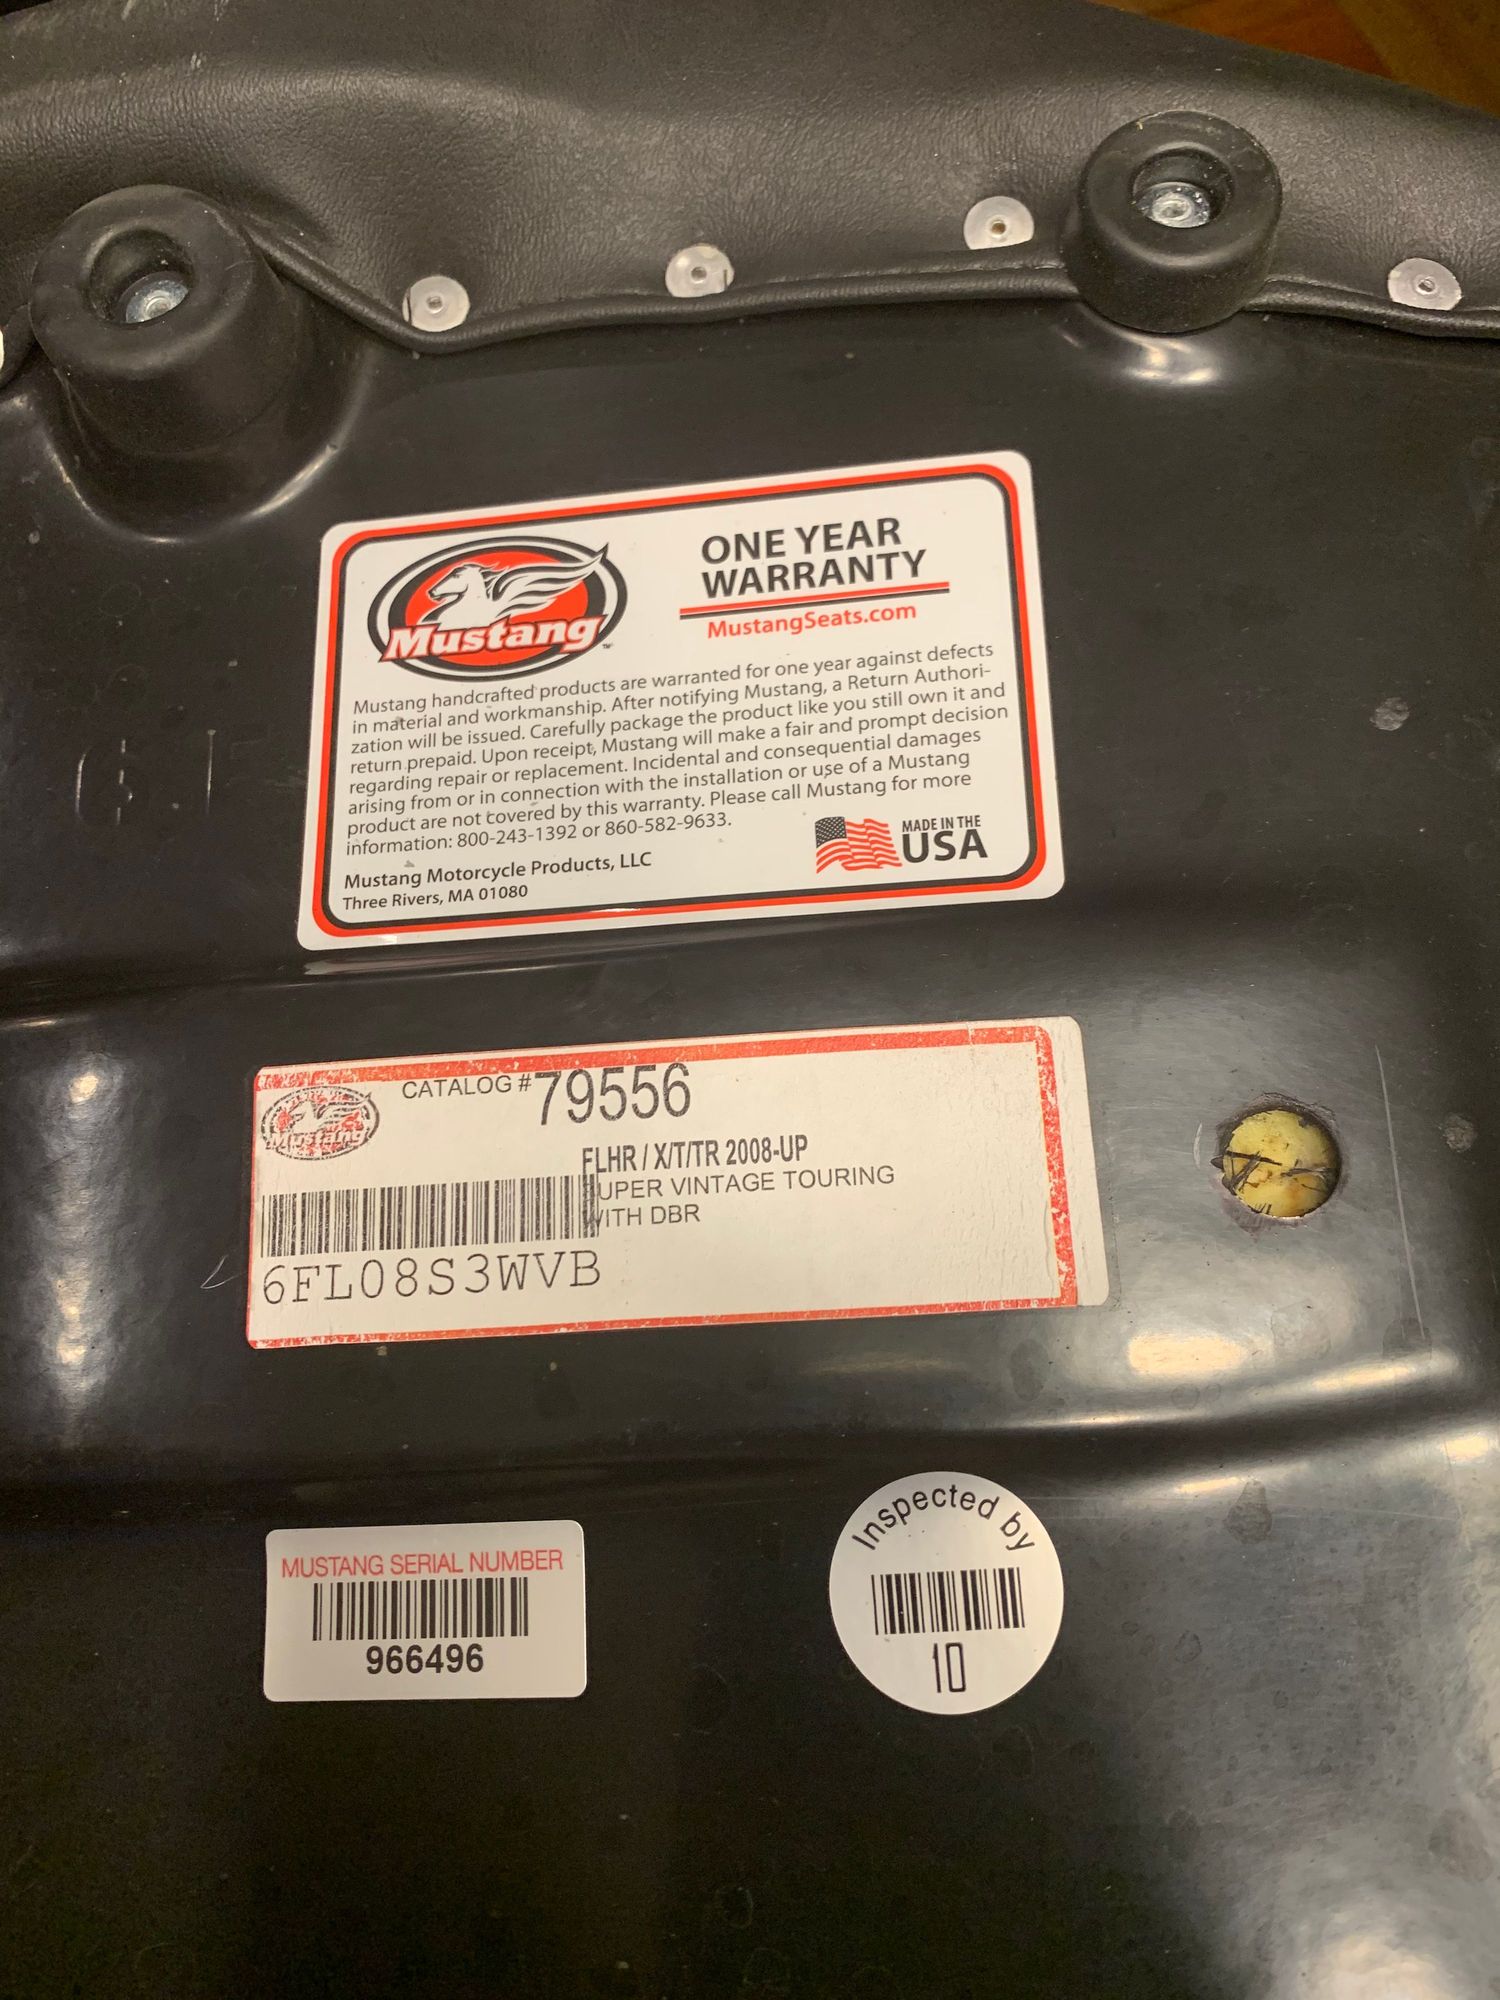 Mustang
ONE YEAR
WARRANTY
MustangSeats.com
Mustang handcrafted products are warranted for one year against defects
in material and workmanship. After notifying Mustang, a Return Authori-
zation will be issued. Carefully package the product like you still own it and
return prepaid. Upon receipt, Mustang will make a fair and prompt decision
regarding repair or replacement. Incidental and consequential damages
arising from or in connection with the installation or use of a Mustang
product are not covered by this warranty. Please call Mustang for more
information: 800-243-1392 or 860-582-9633.
Mustang Motorcycle Products, LLC
Three Rivers, MA 01080
MADE IN THE
USA
Mustang
CATALOG # 79556
FLHR / X/T/TR 2008-UP
UPER VINTAGE TOURING
WITH DBR
6FL08S3WVB
MUSTANG SERIAL NUMBER
966496
Inspected by
10